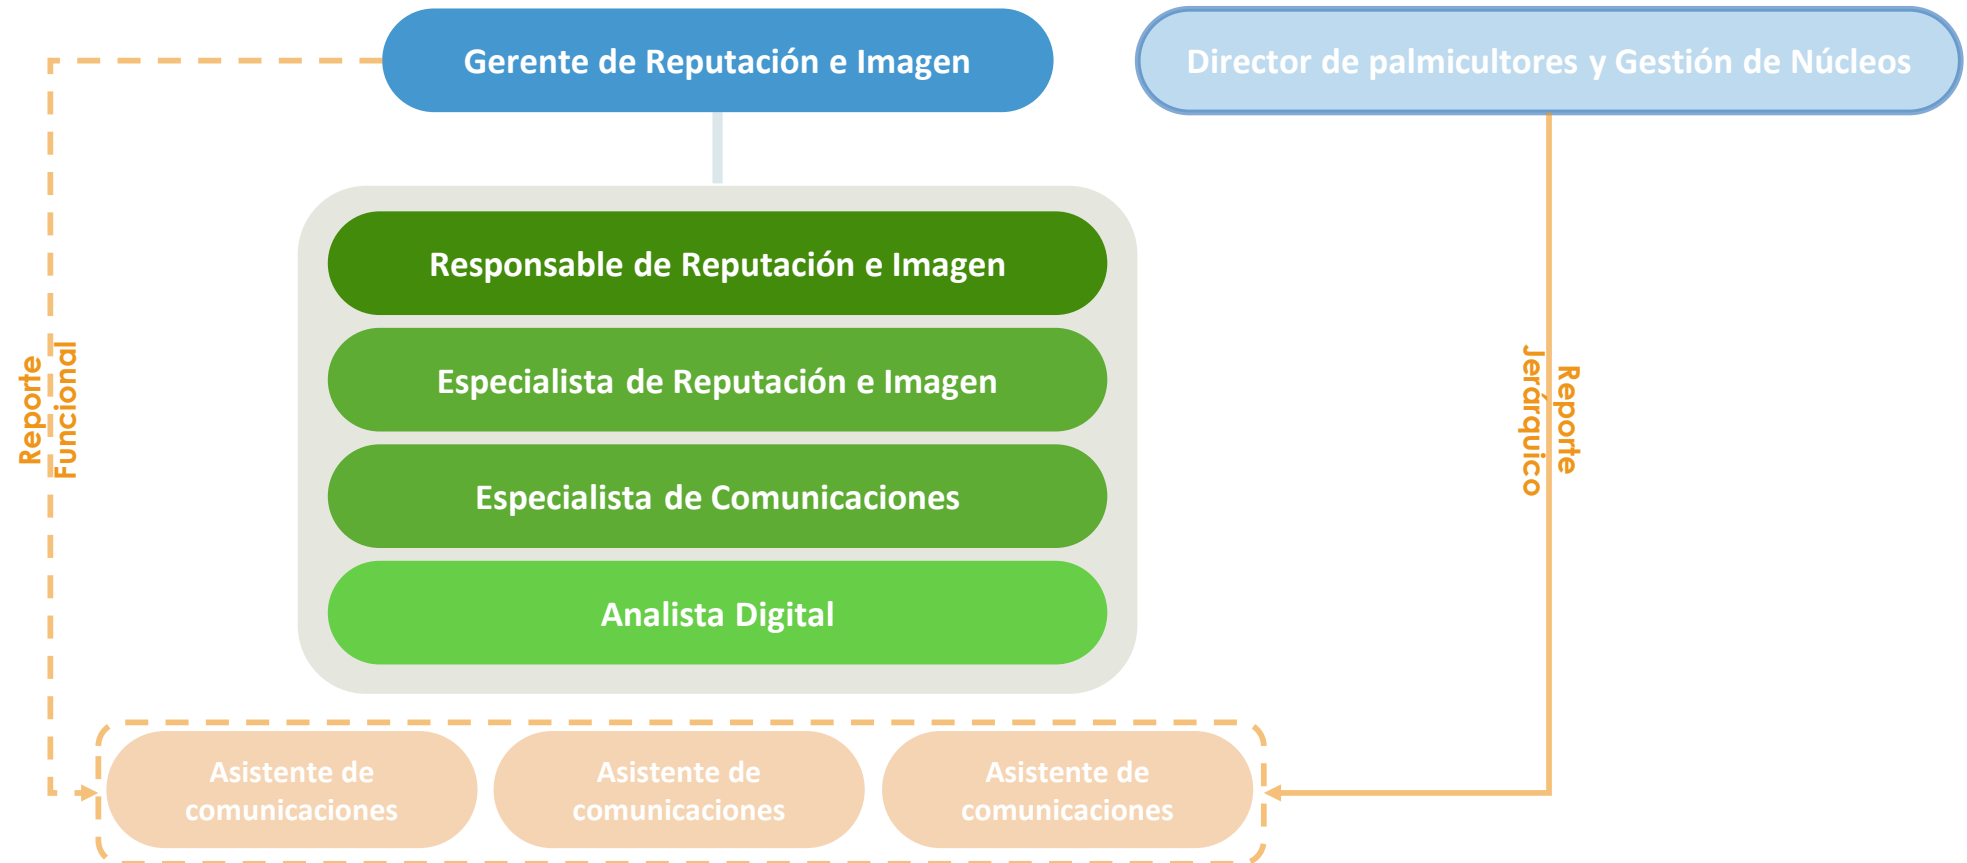 Gerente de Reputación e Imagen
Director de palmicultores y Gestión de Núcleos
Responsable de Reputación e Imagen
Especialista de Reputación e Imagen
Especialista de Comunicaciones
Analista Digital
Reporte
Funcional
Reporte
Jerárquico
Asistente de
comunicaciones
Asistente de
comunicaciones
Asistente de
comunicaciones